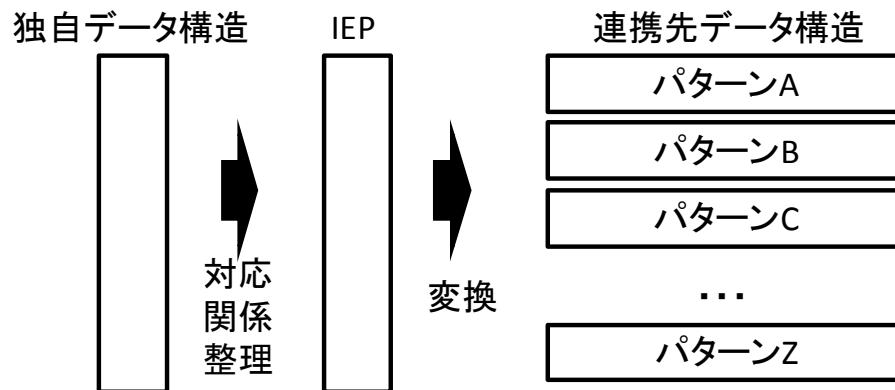 独自データ構造
IEP
連携先データ構造
パターンA
パターンB
パターンC
・・・
パターンZ
対応
関係
整理
変換